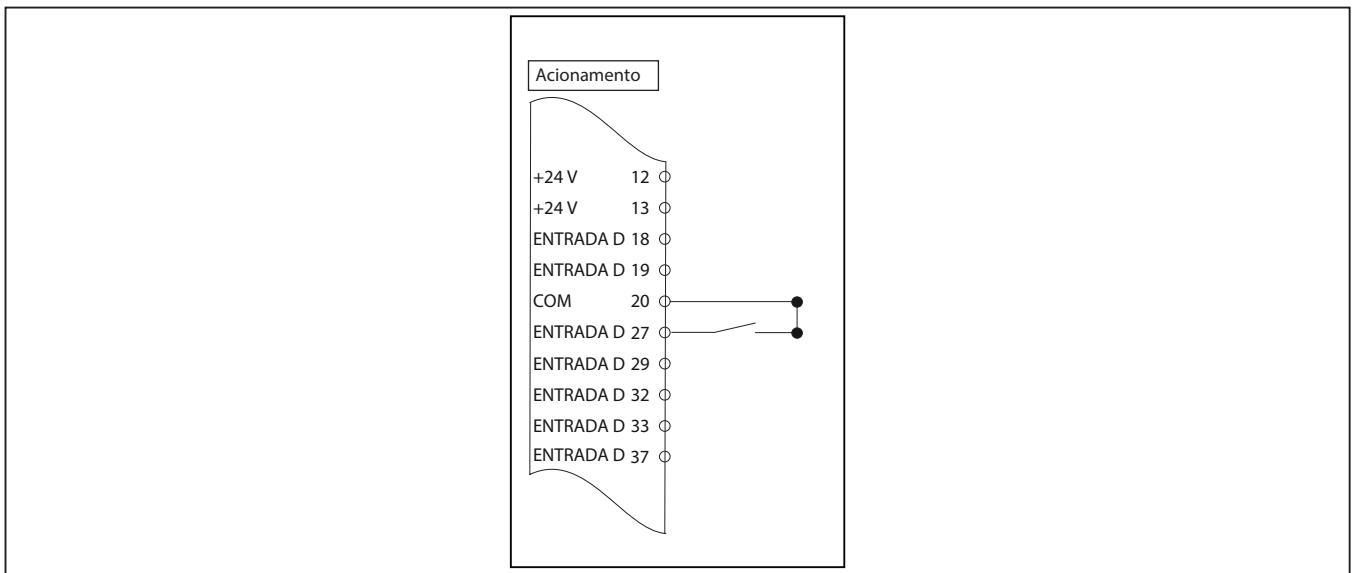 Acionamento
+24 V 12
+24 V 13
ENTRADA D 18
ENTRADA D 19
COM 20
ENTRADA D 27
ENTRADA D 29
ENTRADA D 32
ENTRADA D 33
ENTRADA D 37